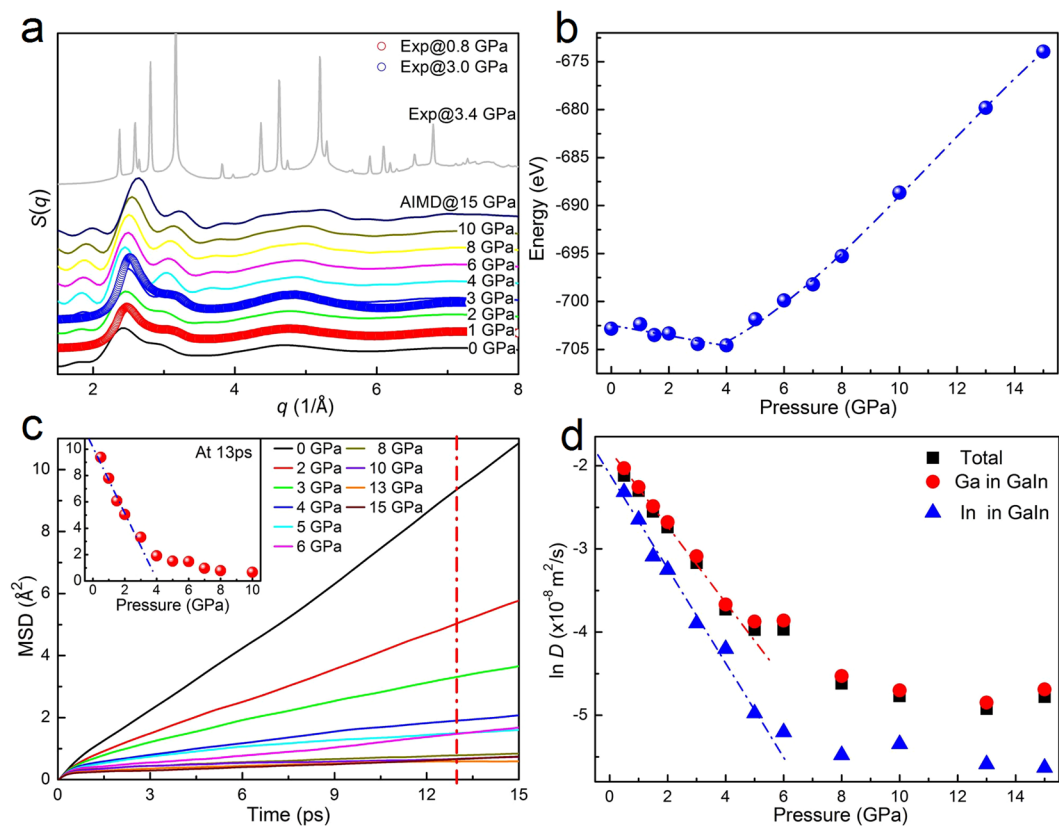 a
Exp@0.8 GPa
Exp@3.0 GPa
Exp@3.4 GPa
AIMD@15 GPa
10 GPa
8 GPa
6 GPa
4 GPa
3 GPa
2 GPa
1 GPa
0 GPa
S(q)
2 4 6 8
q (1/Å)
b
-675
-680
-685
-690
-695
-700
-705
Energy (eV)
0 2 4 6 8 10 12 14
Pressure (GPa)
c
At 13ps
10
8
6
4
2
0
0 2 4 6 8 10
Pressure (GPa)
0 GPa
2 GPa
3 GPa
4 GPa
5 GPa
6 GPa
8 GPa
10 GPa
13 GPa
15 GPa
10
8
6
4
2
0
MSD (Å²)
0 3 6 9 12 15
Time (ps)
d
Total
Ga in GaIn
In in GaIn
-2
-3
-4
-5
ln D (x10⁻⁸ m²/s)
0 2 4 6 8 10 12 14
Pressure (GPa)